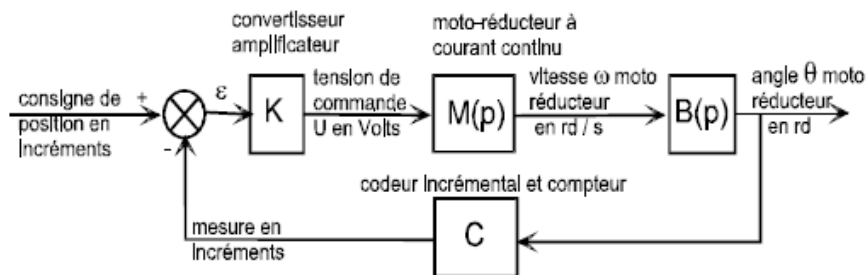 convertisseur
amplificateur
moto-réducteur à
courant continu
consigne de
position en
Incréments
+
-
ε
K
tension de
commande
U en Volts
M(p)
vitesse ω moto
réducteur
en rd / s
B(p)
angle θ moto
réducteur
en rd
codeur Incrémental et compteur
C
mesure en
Incréments